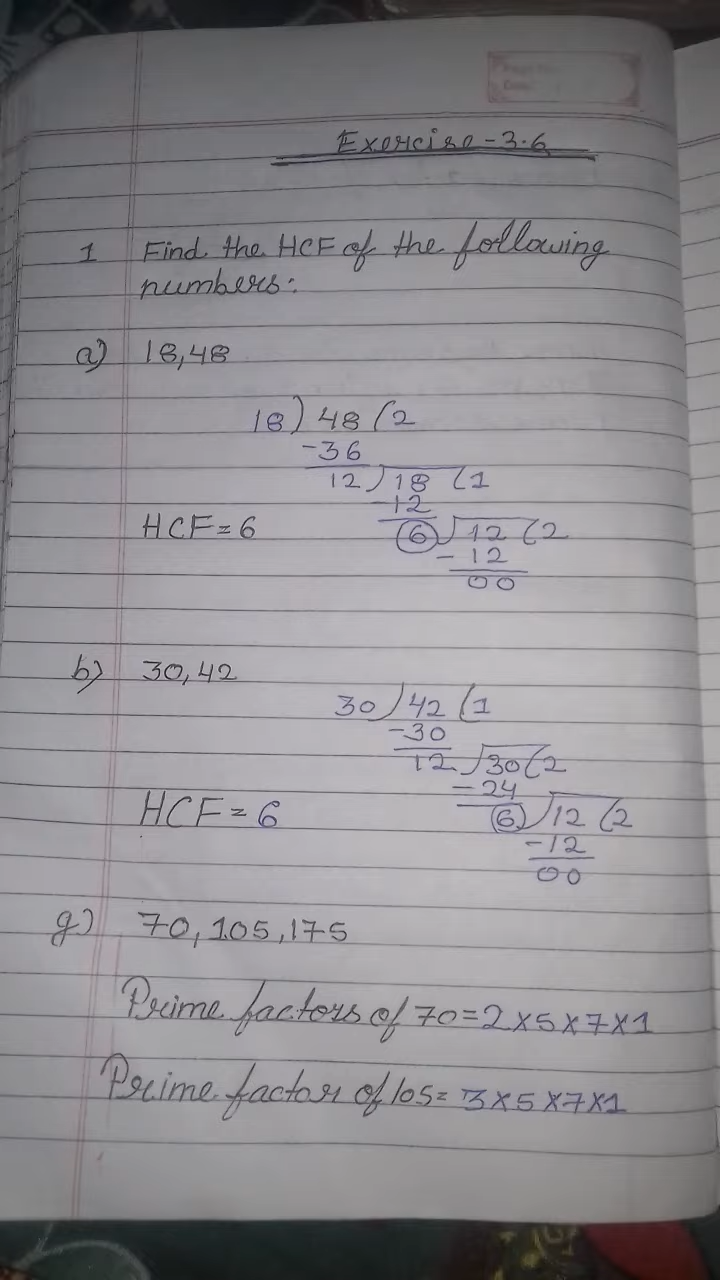 Exercise-3.6
1 Find the HCF of the following
numbers:
a) 18,48
18) 48 (2
-36
12) 18 (1
-12
HCF=6
6) 12 (2
-12
00
b) 30,42
30) 42 (1
-30
12) 30(2
-24
HCF=6
6) 12 (2
-12
00
g) 70,105,175
Prime factors of 70=2×5×7×1
Prime factor of 105= 3×5×7×1